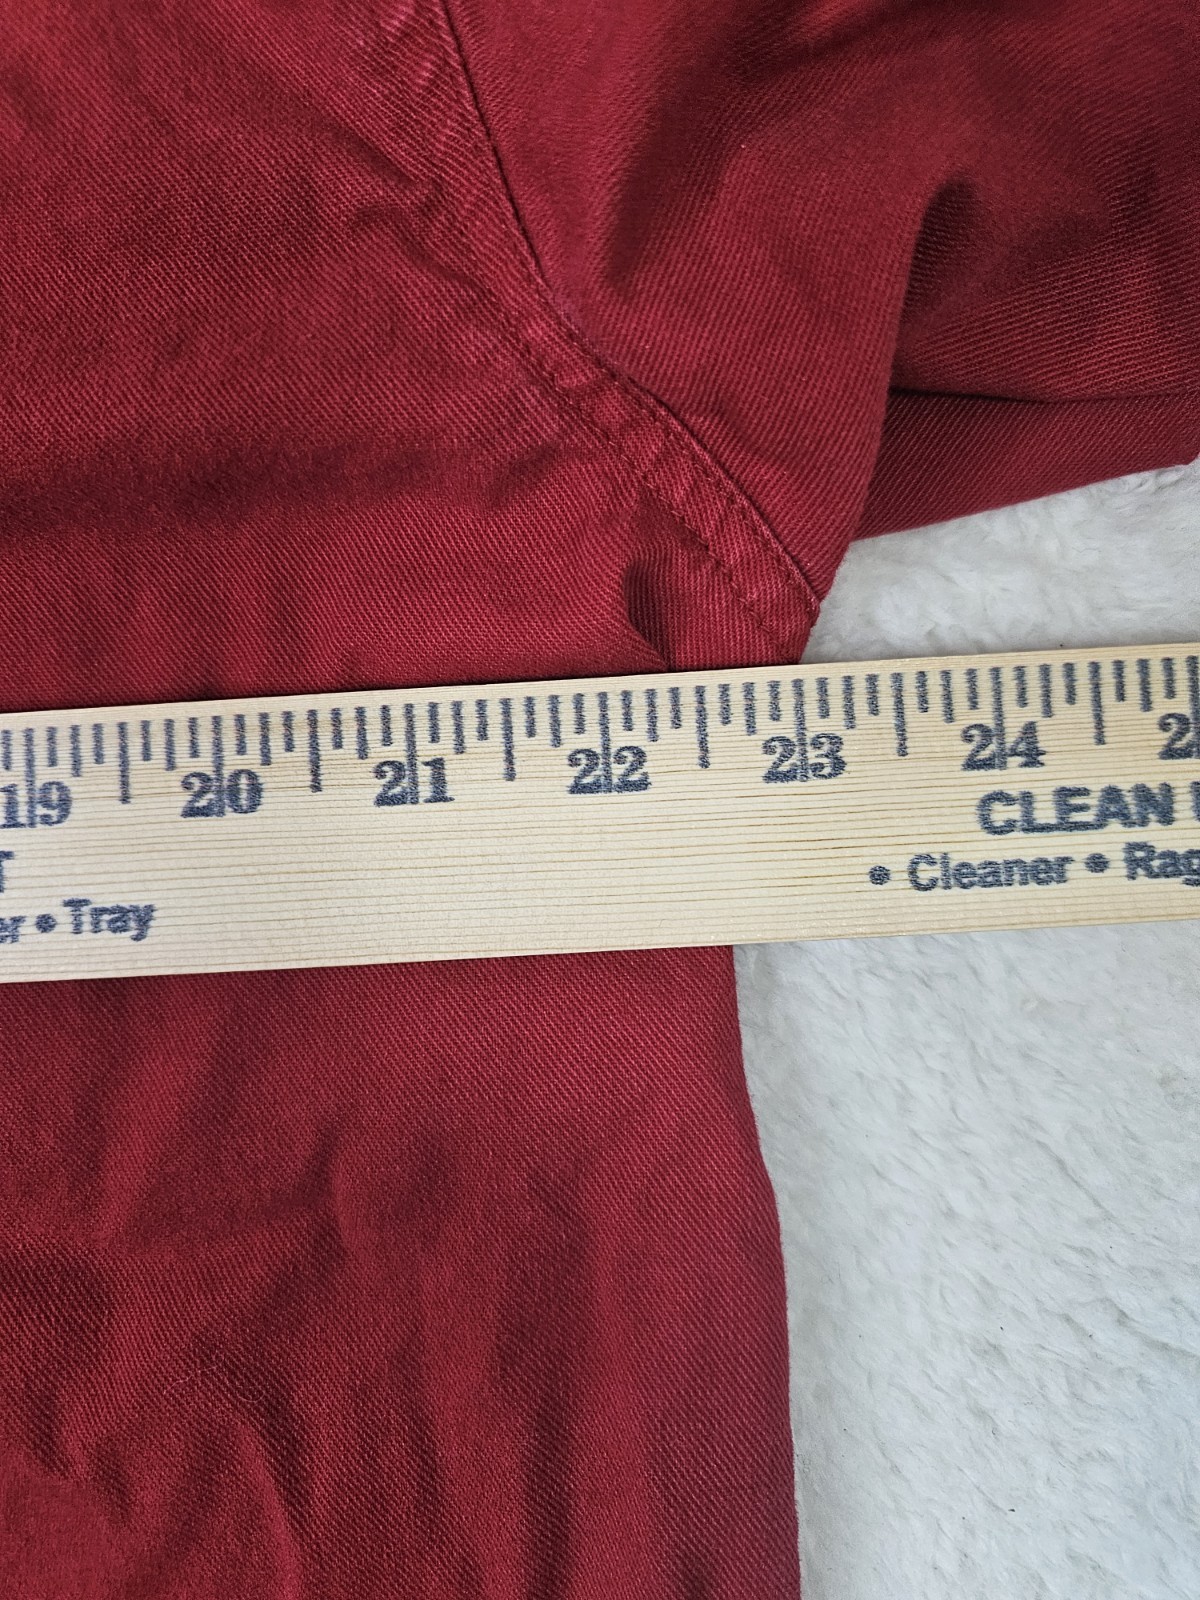 19 20 21 22 23 24
CLEAN
• Cleaner •
• Tray